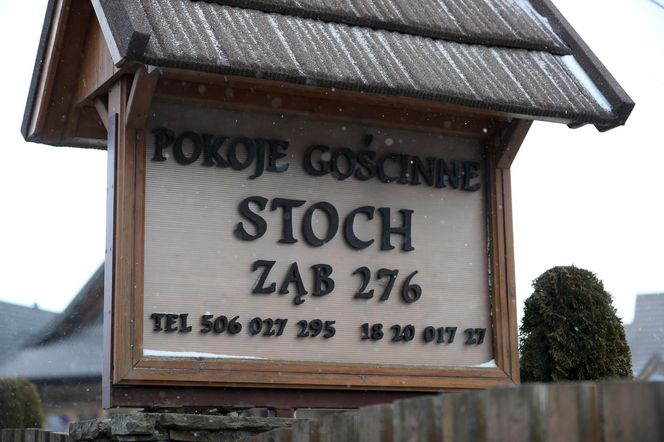 POKOJE GOŚCINNE
STOCH
ZĄB 276
TEL 506 027 295 18 20 017 27